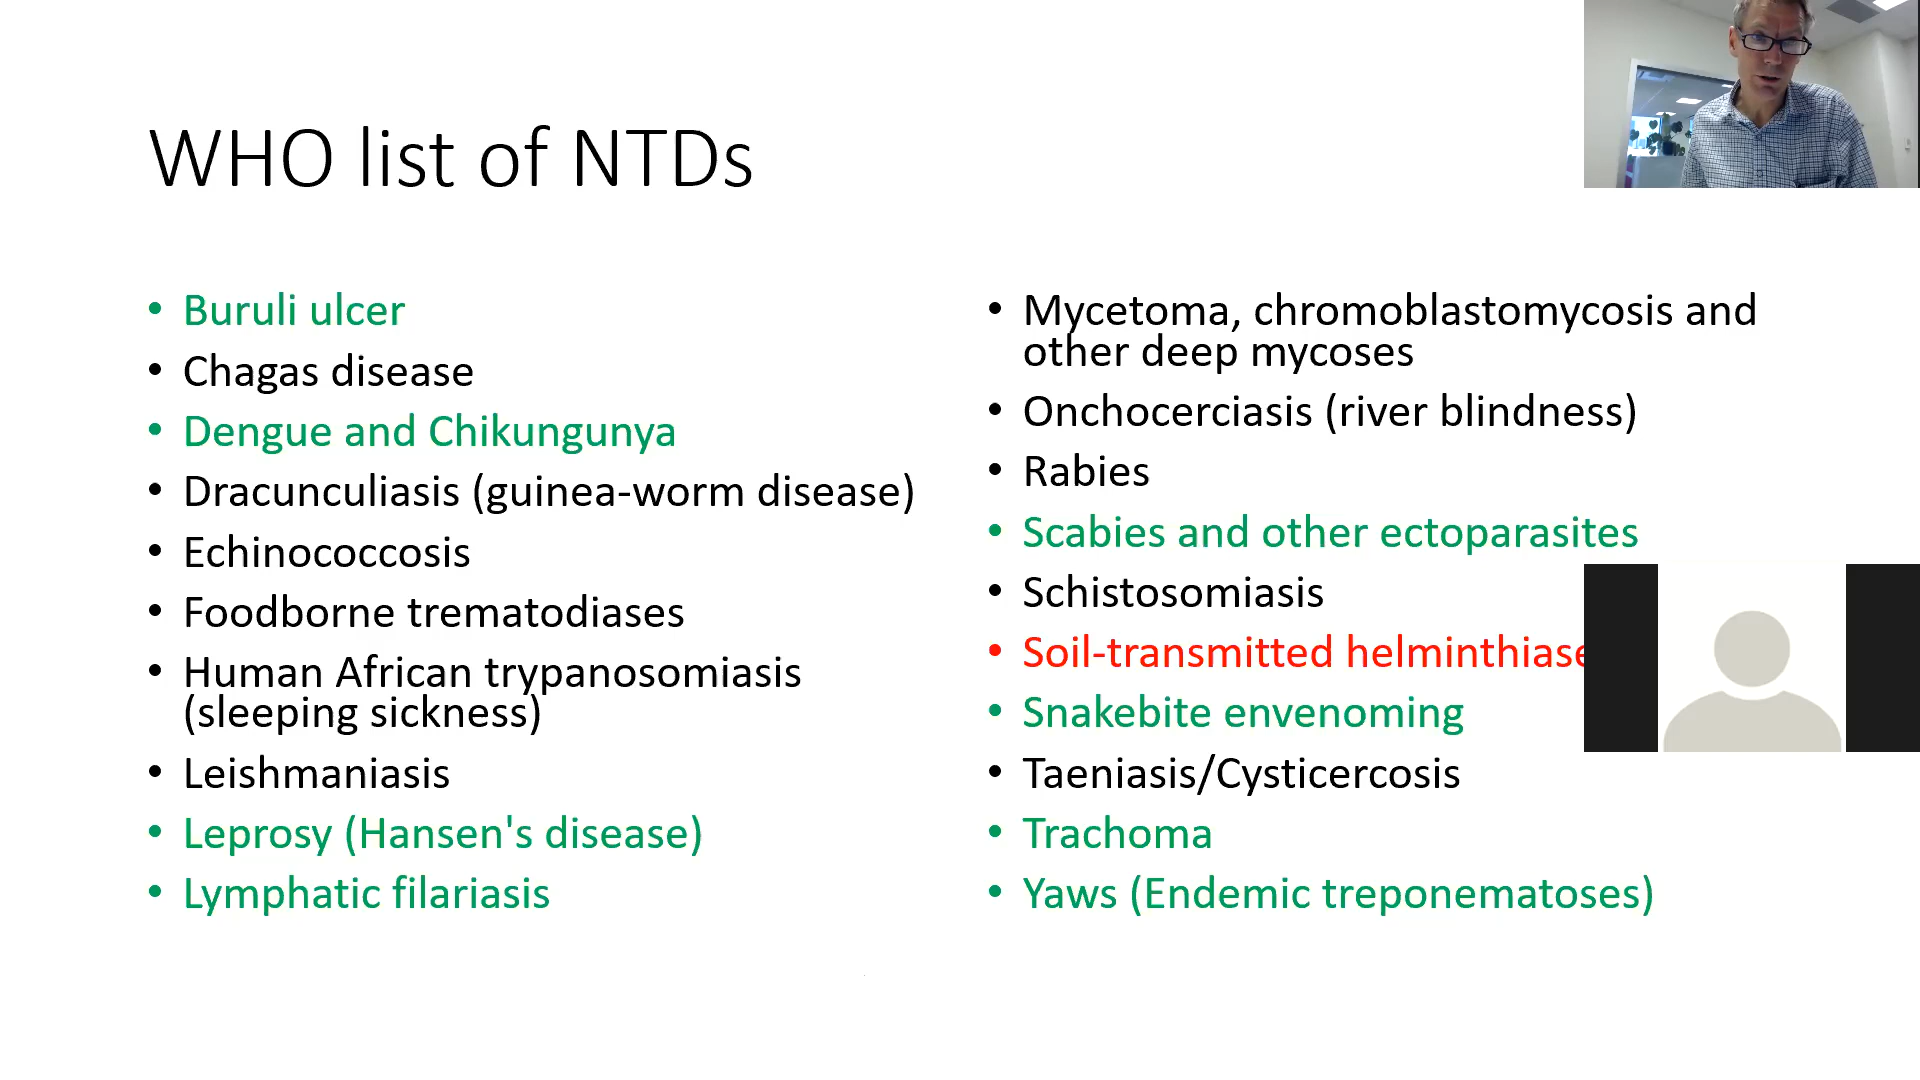 WHO list of NTDs
• Buruli ulcer
• Chagas disease
• Dengue and Chikungunya
• Dracunculiasis (guinea-worm disease)
• Echinococcosis
• Foodborne trematodiases
• Human African trypanosomiasis
(sleeping sickness)
• Leishmaniasis
• Leprosy (Hansen's disease)
• Lymphatic filariasis
• Mycetoma, chromoblastomycosis and
other deep mycoses
• Onchocerciasis (river blindness)
• Rabies
• Scabies and other ectoparasites
• Schistosomiasis
• Soil-transmitted helminthiase
• Snakebite envenoming
• Taeniasis/Cysticercosis
• Trachoma
• Yaws (Endemic treponematoses)